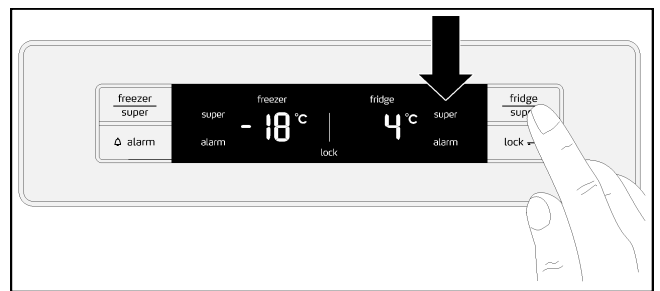 freezer
super
alarm
freezer
super
- 18 °C
alarm
lock
fridge
4 °C
super
alarm
fridge
super
lock